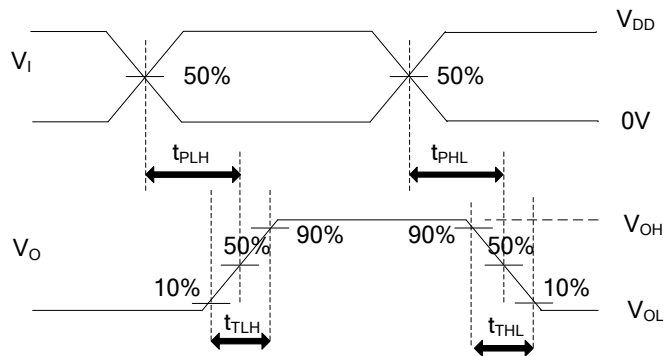 V_I 50% 50% V_DD
0V
t_PLH t_PHL
V_O 50% 90% 90% 50% V_OH
10% 10% V_OL
t_TLH t_THL